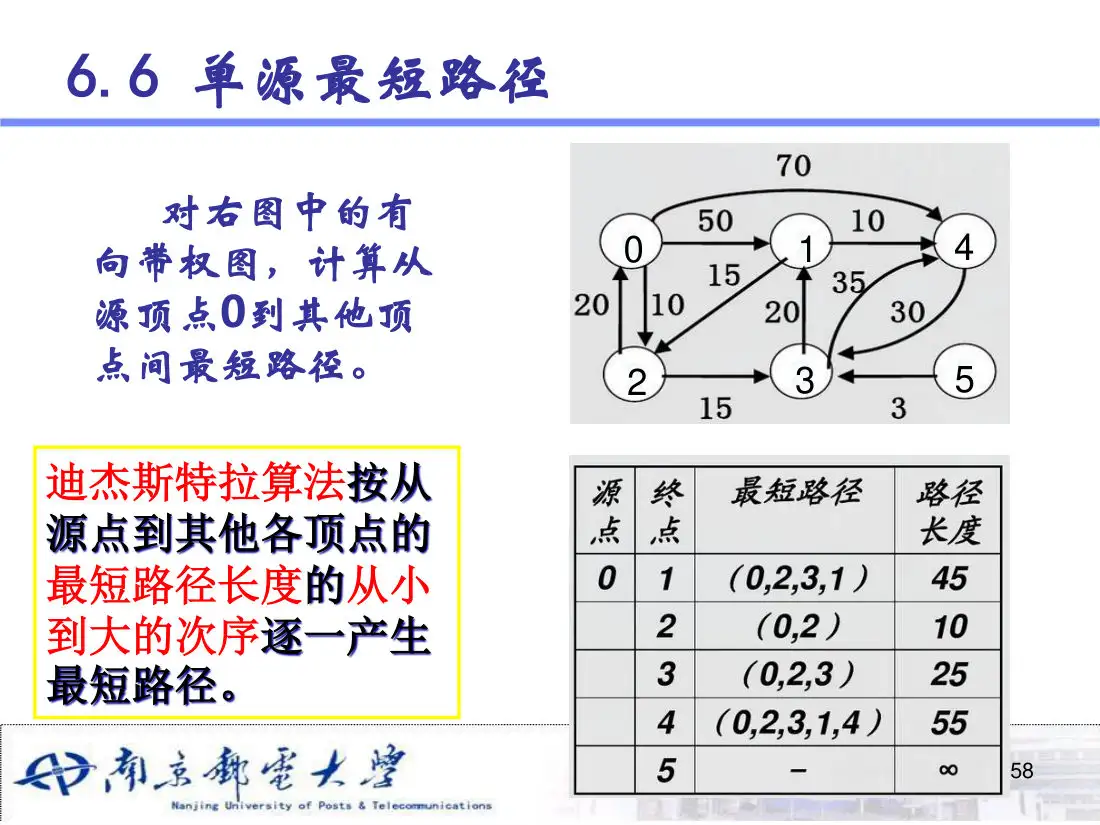 6.6 单源最短路径
对右图中的有
向带权图，计算从
源顶点0到其他顶
点间最短路径。
70
50
10
0
1
4
15
35
20
10
20
30
2
3
5
15
3
迪杰斯特拉算法按从
源点到其他各顶点的
最短路径长度的从小
到大的次序逐一产生
最短路径。
源点 终点 最短路径 路径长度
0 1 （0,2,3,1） 45
2 （0,2） 10
3 （0,2,3） 25
4 （0,2,3,1,4） 55
5 – ∞
南京邮电大学
Nanjing University of Posts & Telecommunications
58